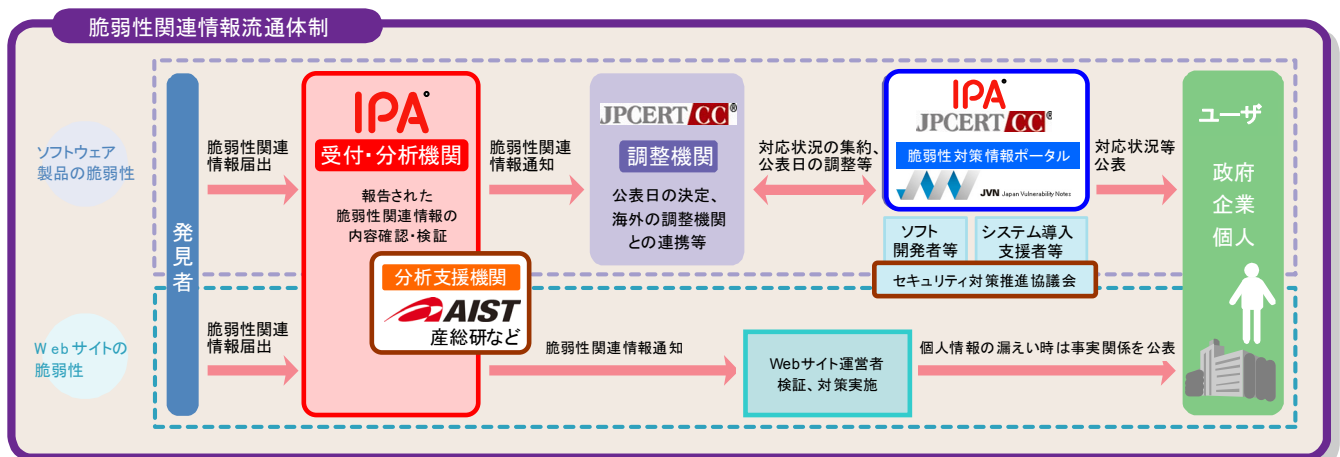 脆弱性関連情報流通体制
ソフトウェア
製品の脆弱性
発見者
脆弱性関連
情報届出
IPA
受付・分析機関
報告された
脆弱性関連情報の
内容確認・検証
分析支援機関
AIST
産総研など
脆弱性関連
情報通知
JPCERT CC®
調整機関
公表日の決定、
海外の調整機関
との連携等
対応状況の集約、
公表日の調整等
IPA
JPCERT CC®
脆弱性対策情報ポータル
JVN Japan Vulnerability Notes
ソフト
開発者等
システム導入
支援者等
セキュリティ対策推進協議会
対応状況等
公表
ユーザ
政府
企業
個人
Webサイトの
脆弱性
脆弱性関連
情報届出
脆弱性関連情報通知
Webサイト運営者
検証、対策実施
個人情報の漏えい時は事実関係を公表